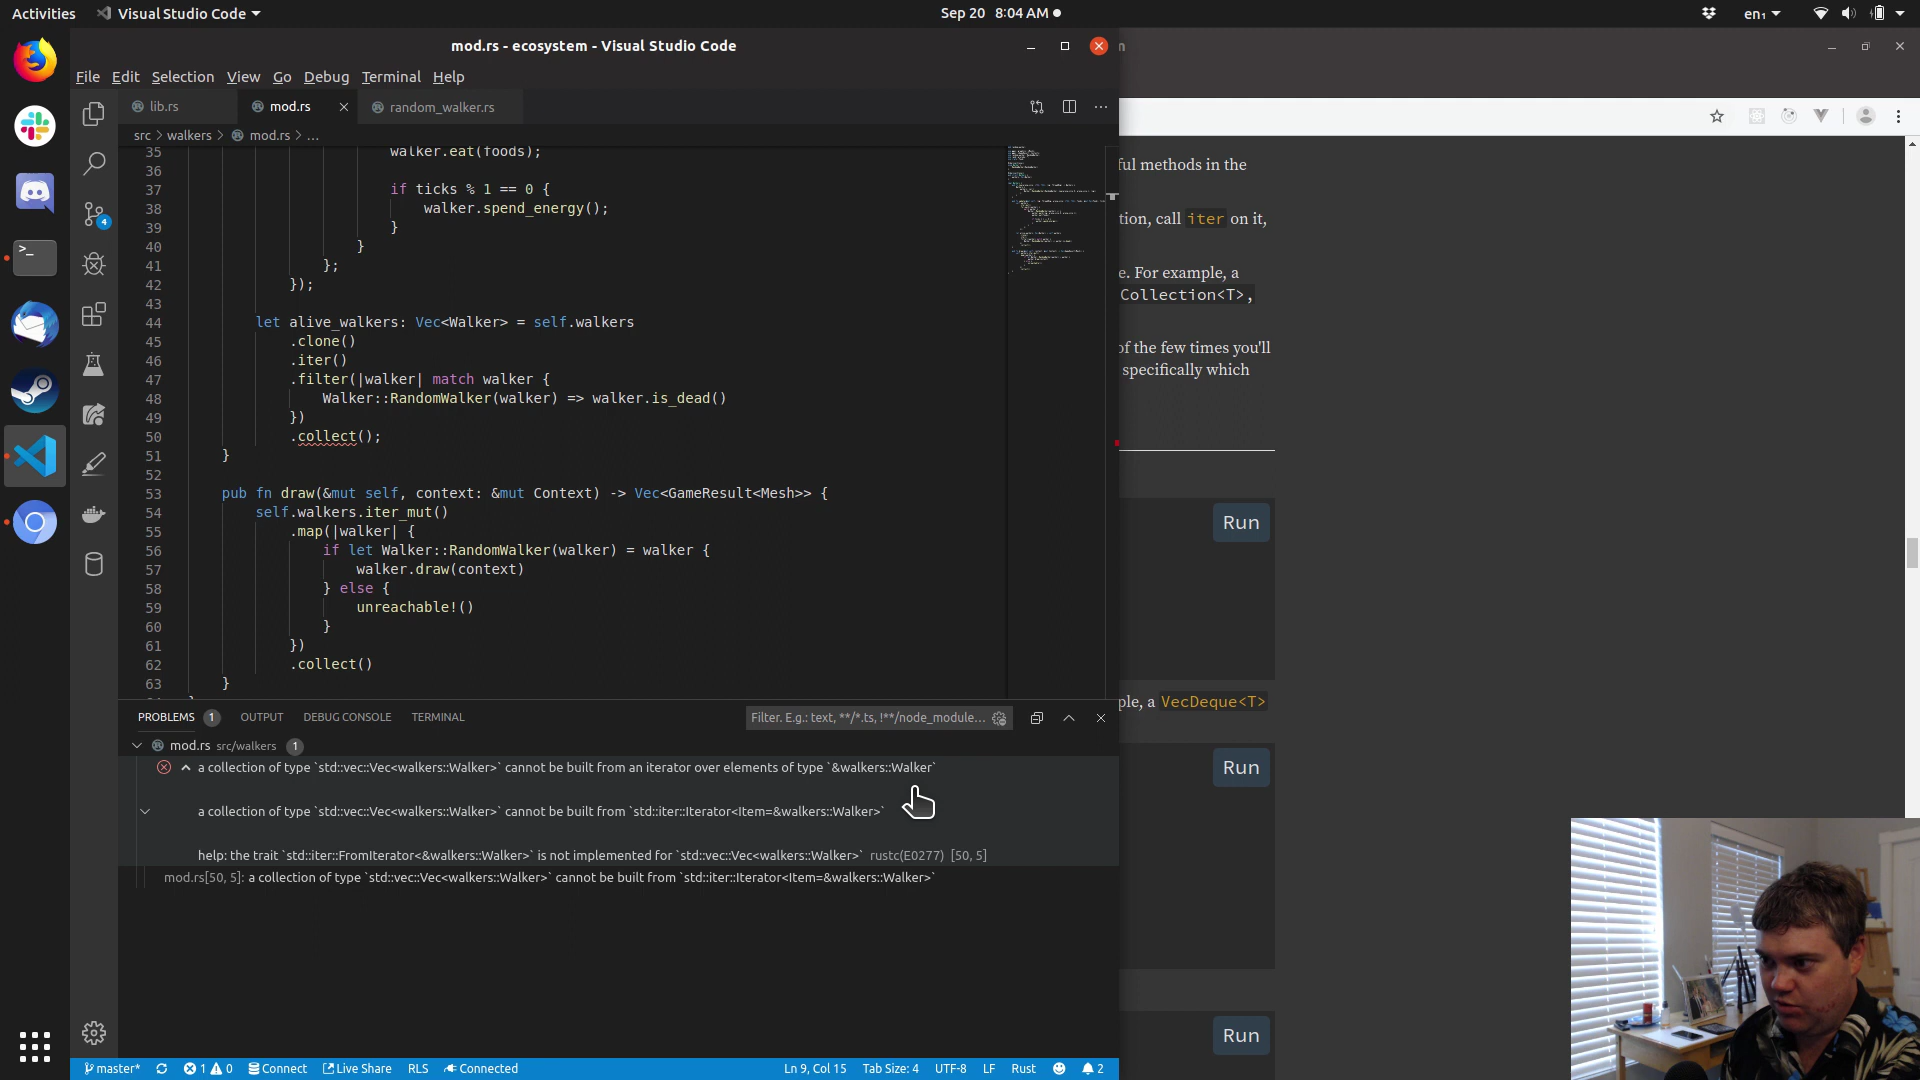 Activities
Visual Studio Code
Sep 20 8:04 AM
en₁
mod.rs - ecosystem - Visual Studio Code
File Edit Selection View Go Debug Terminal Help
lib.rs
mod.rs
random_walker.rs
src > walkers > mod.rs > ...
35 walker.eat(foods);
36
37 if ticks % 1 == 0 {
38 walker.spend_energy();
39 }
40 }
41 };
42 });
43
44 let alive_walkers: Vec<Walker> = self.walkers
45 .clone()
46 .iter()
47 .filter(|walker| match walker {
48 Walker::RandomWalker(walker) => walker.is_dead()
49 })
50 .collect();
51 }
52
53 pub fn draw(&mut self, context: &mut Context) -> Vec<GameResult<Mesh>> {
54 self.walkers.iter_mut()
55 .map(|walker| {
56 if let Walker::RandomWalker(walker) = walker {
57 walker.draw(context)
58 } else {
59 unreachable!()
60 }
61 })
62 .collect()
63 }
4
PROBLEMS 1 OUTPUT DEBUG CONSOLE TERMINAL
Filter. E.g.: text, **/*.ts, !**/node_module...
mod.rs src/walkers 1
a collection of type `std::vec::Vec<walkers::Walker>` cannot be built from an iterator over elements of type `&walkers::Walker`
a collection of type `std::vec::Vec<walkers::Walker>` cannot be built from `std::iter::Iterator<Item=&walkers::Walker>`
help: the trait `std::iter::FromIterator<&walkers::Walker>` is not implemented for `std::vec::Vec<walkers::Walker>` rustc(E0277) [50, 5]
mod.rs[50, 5]: a collection of type `std::vec::Vec<walkers::Walker>` cannot be built from `std::iter::Iterator<Item=&walkers::Walker>`
master* 1 0 Connect Live Share RLS Connected
Ln 9, Col 15 Tab Size: 4 UTF-8 LF Rust 2
ful methods in the
tion, call iter on it,
e. For example, a
Collection<T>,
of the few times you'll
specifically which
Run
ple, a VecDeque<T>
Run
Run